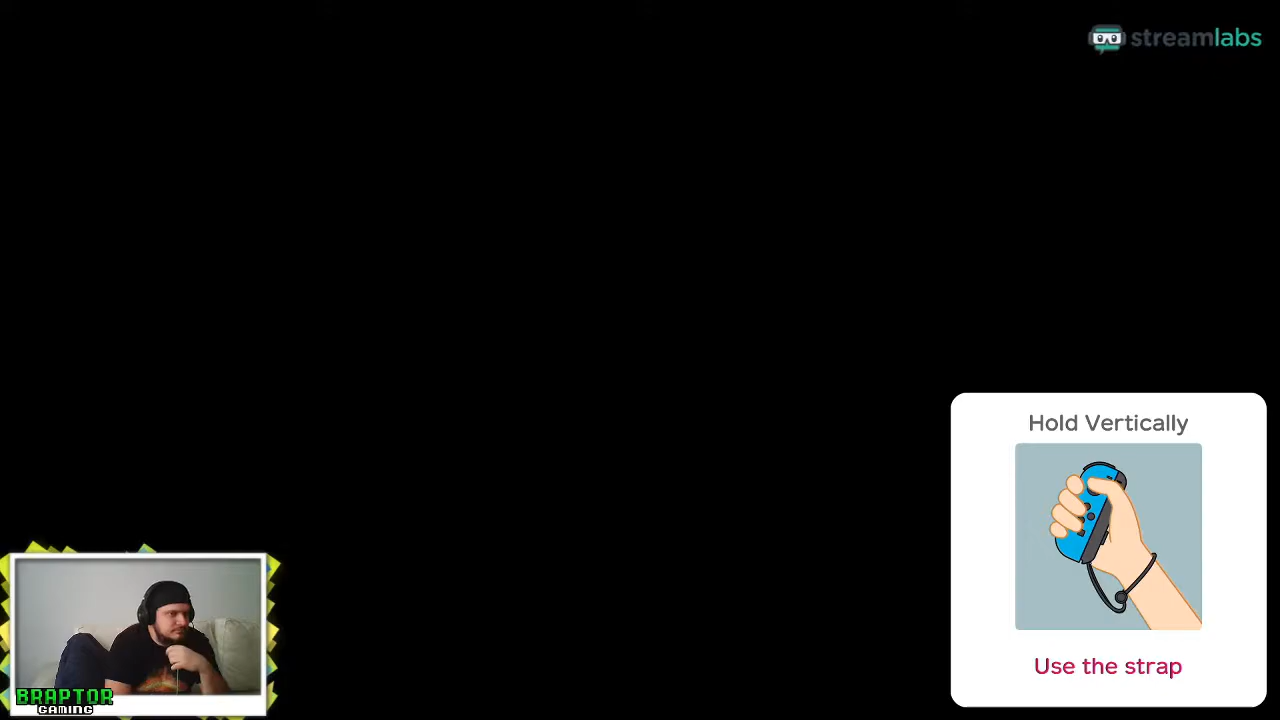 streamlabs
Hold Vertically
Use the strap
BRAPTOR
GAMING